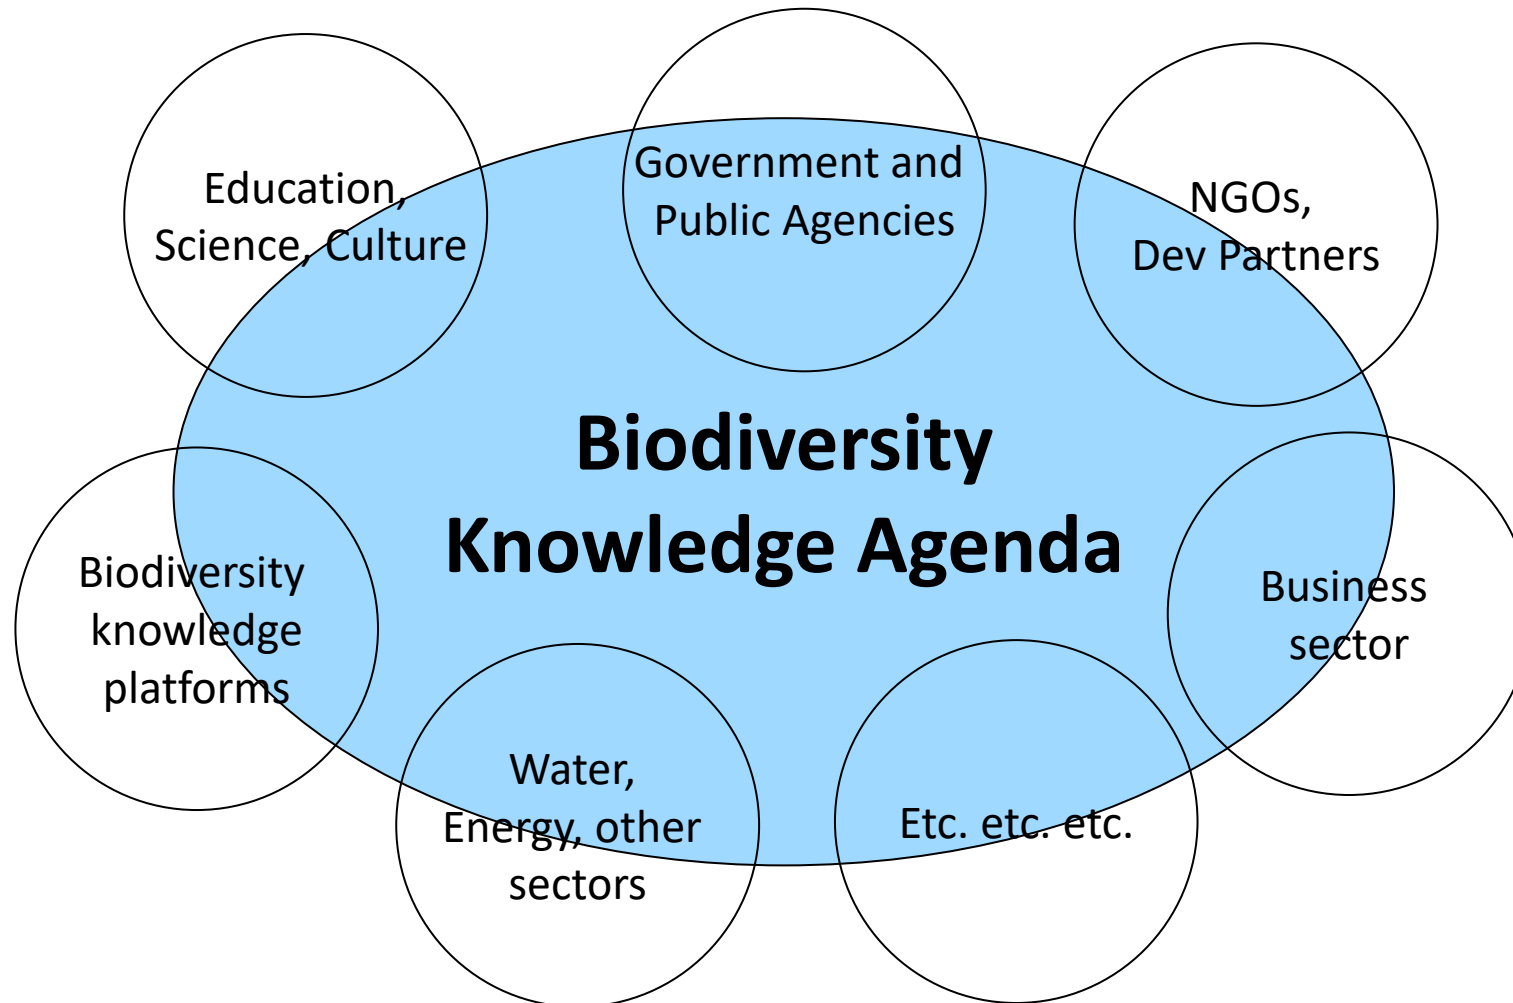 Education,
Science, Culture
Government and
Public Agencies
NGOs,
Dev Partners
Biodiversity
Knowledge Agenda
Biodiversity
knowledge
platforms
Business
sector
Water,
Energy, other
sectors
Etc. etc. etc.